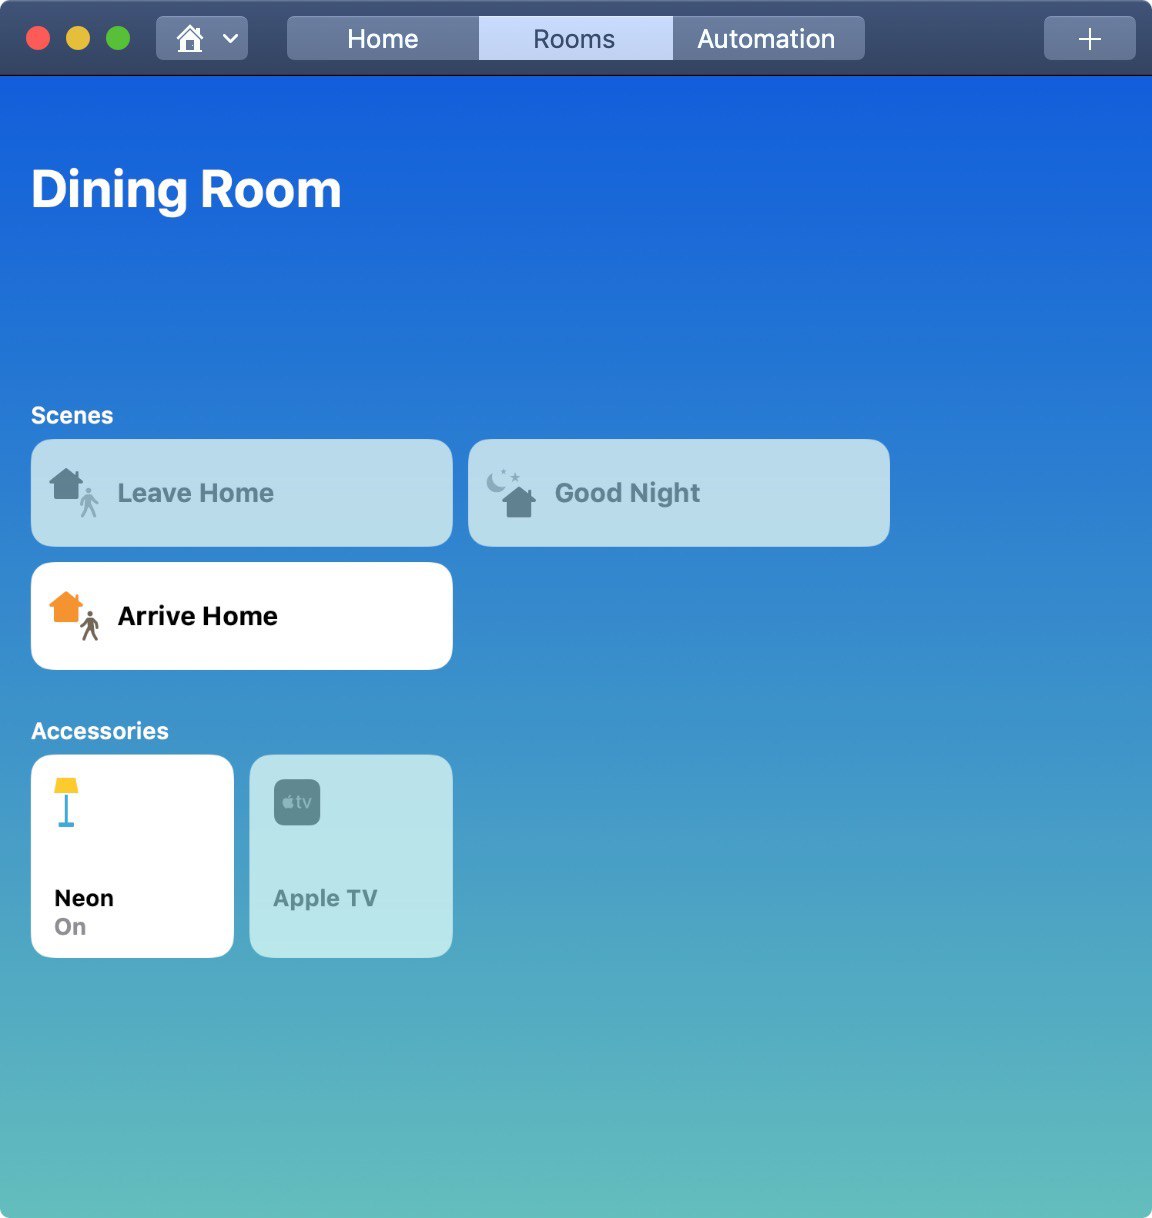 Home
Rooms
Automation
Dining Room
Scenes
Leave Home
Good Night
Arrive Home
Accessories
tv
Neon
On
Apple TV